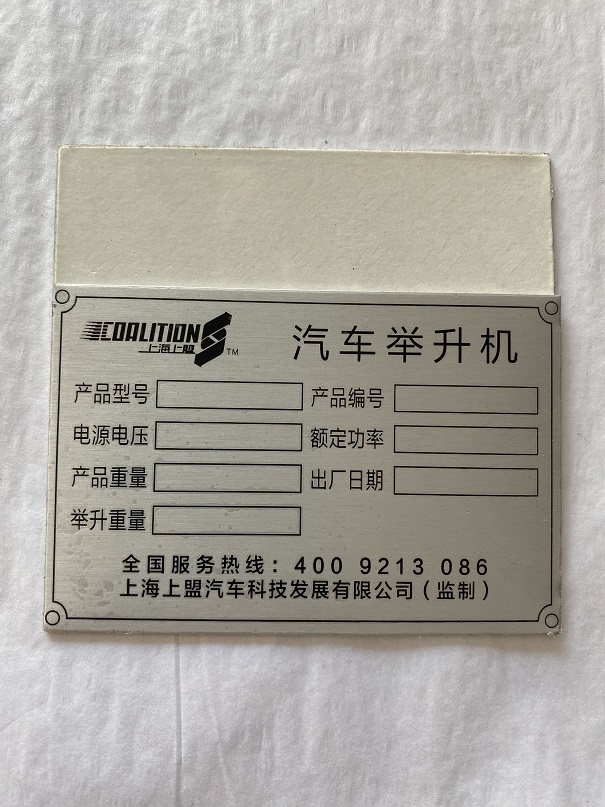 COALITION
上海上盟
TM
汽车举升机
产品型号 产品编号
电源电压 额定功率
产品重量 出厂日期
举升重量
全国服务热线：400 9213 086
上海上盟汽车科技发展有限公司（监制）